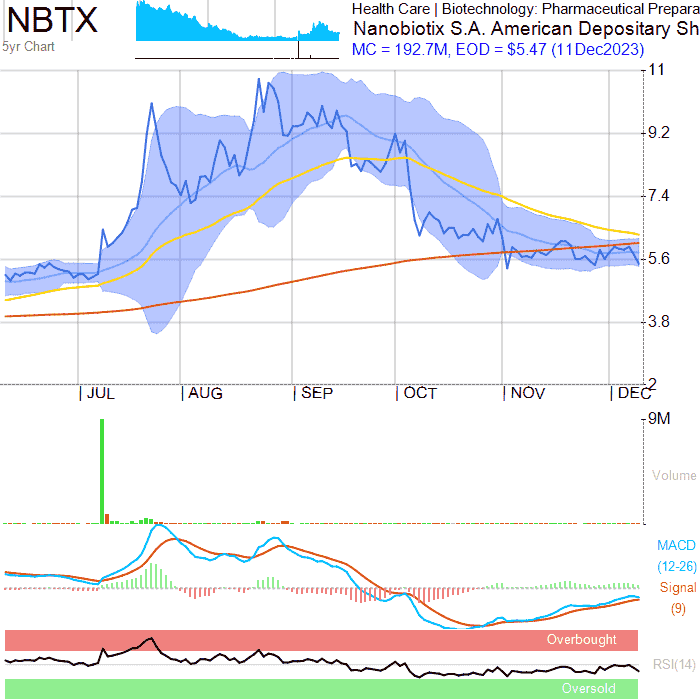 NBTX
5yr Chart
Health Care | Biotechnology: Pharmaceutical Prepara
Nanobiotix S.A. American Depositary Sh
MC = 192.7M, EOD = $5.47 (11Dec2023)
11
9.2
7.4
5.6
3.8
2
JUL
AUG
SEP
OCT
NOV
DEC
9M
Volume
MACD
(12-26)
Signal
(9)
Overbought
RSI(14)
Oversold